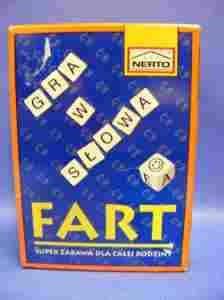 NERTO
GRA
W
SŁOWA
A
FART
SUPER ZABAWA DLA CAŁEJ RODZINY